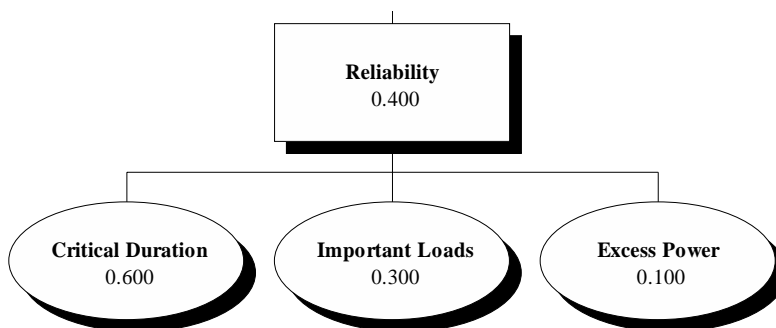 Reliability
0.400
Critical Duration
0.600
Important Loads
0.300
Excess Power
0.100